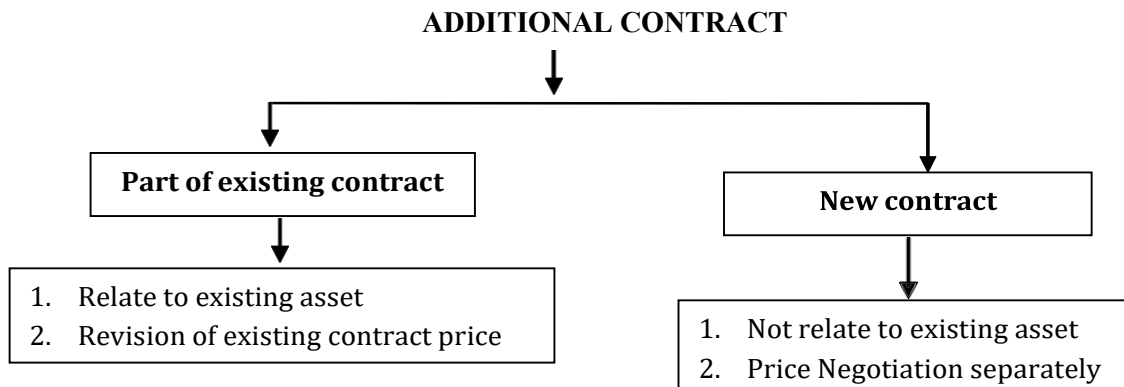 ADDITIONAL CONTRACT
Part of existing contract
New contract
1. Relate to existing asset
2. Revision of existing contract price
1. Not relate to existing asset
2. Price Negotiation separately